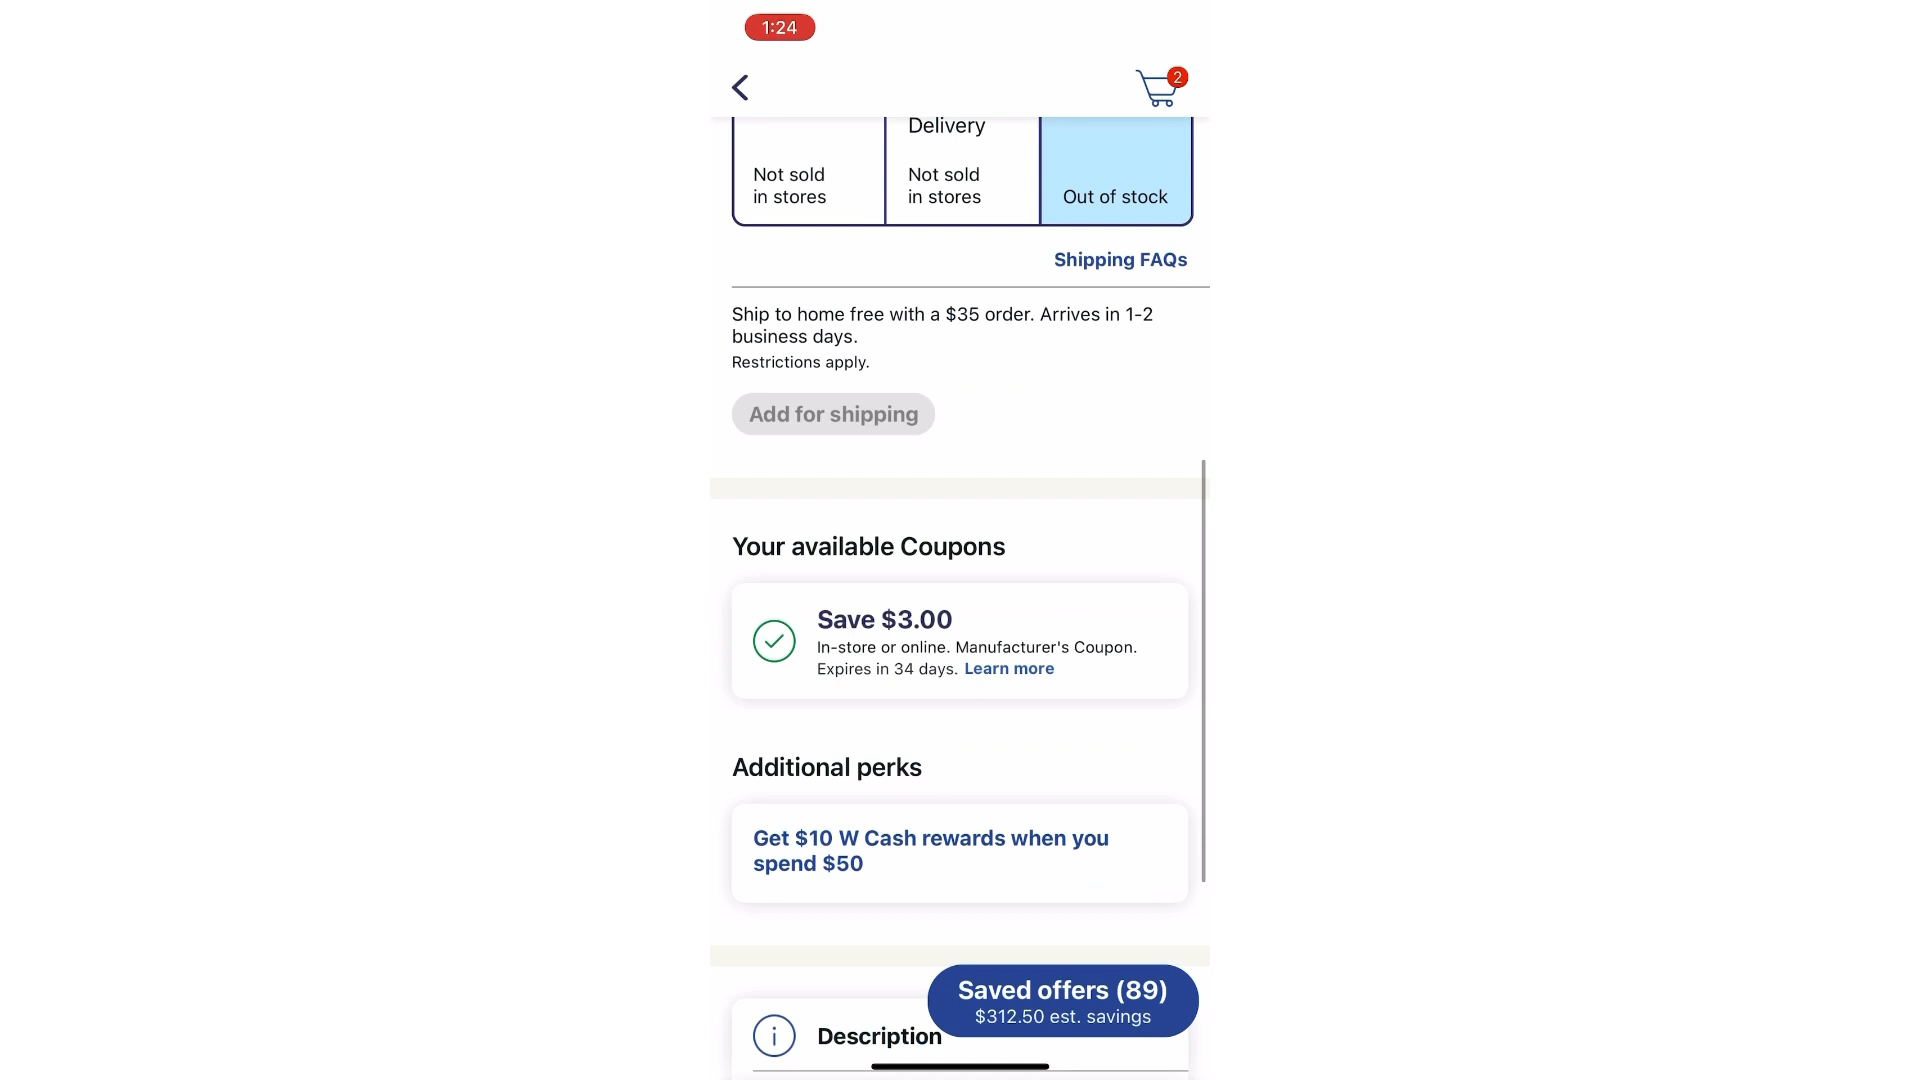 1:24
2
Delivery
Not sold
in stores
Not sold
in stores
Out of stock
Shipping FAQs
Ship to home free with a $35 order. Arrives in 1-2
business days.
Restrictions apply.
Add for shipping
Your available Coupons
Save $3.00
In-store or online. Manufacturer's Coupon.
Expires in 34 days. Learn more
Additional perks
Get $10 W Cash rewards when you
spend $50
Saved offers (89)
$312.50 est. savings
Description